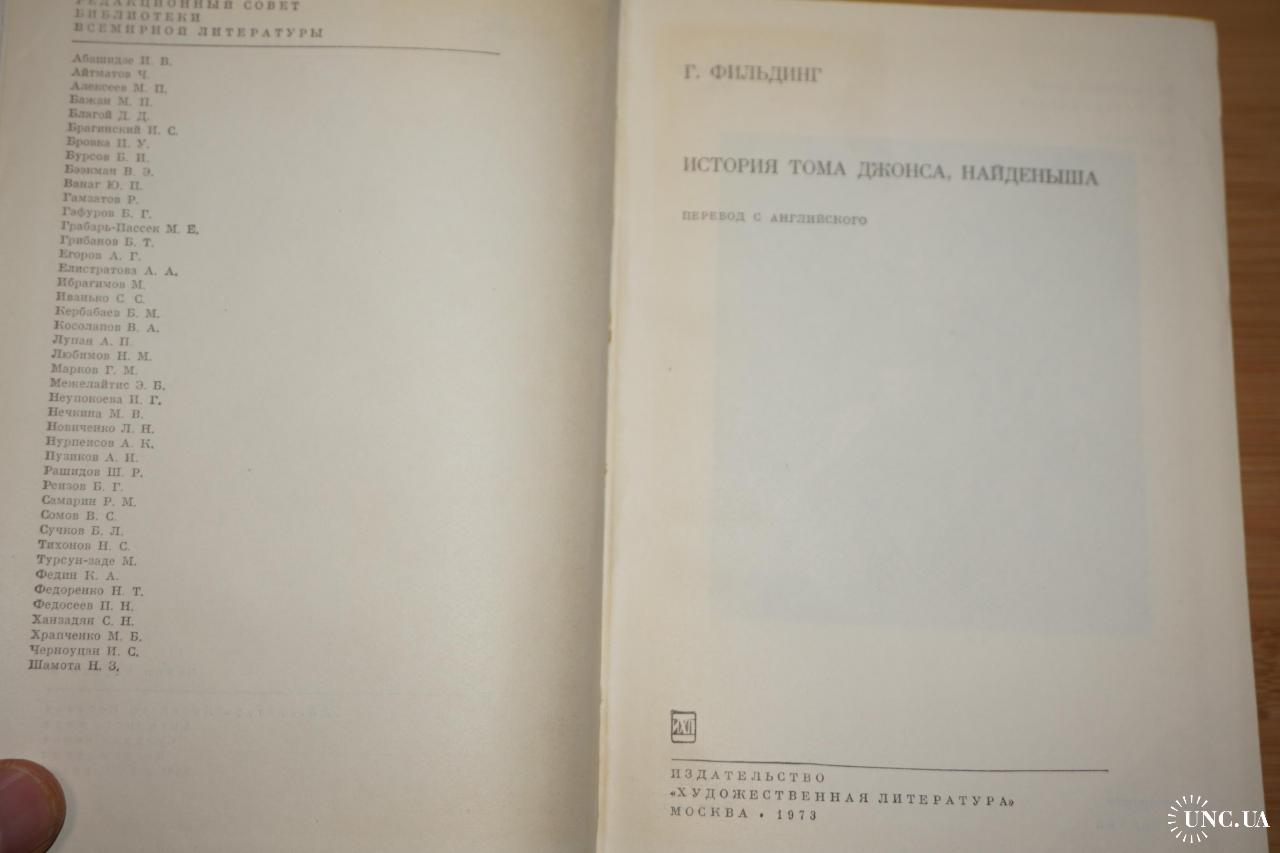 РЕДАКЦИОННЫЙ СОВЕТ
БИБЛИОТЕКИ
ВСЕМИРНОЙ ЛИТЕРАТУРЫ
Абашидзе И. В.
Айтматов Ч.
Алексеев М. П.
Бажан М. П.
Благой Д. Д.
Брагинский И. С.
Бровка П. У.
Бурсов Б. И.
Бээкман В. Э.
Ванаг Ю. П.
Гамзатов Р.
Гафуров Б. Г.
Грабарь-Пассек М. Е.
Грибанов Б. Т.
Егоров А. Г.
Елистратова А. А.
Ибрагимов М.
Иванько С. С.
Кербабаев Б. М.
Косолапов В. А.
Лупан А. П.
Любимов Н. М.
Марков Г. М.
Межелайтис Э. Б.
Неупокоева И. Г.
Нечкина М. В.
Новиченко Л. Н.
Нурпеисов А. К.
Пузиков А. И.
Рашидов Ш. Р.
Реизов Б. Г.
Самарин Р. М.
Сомов В. С.
Сучков Б. Л.
Тихонов Н. С.
Турсун-заде М.
Федин К. А.
Федоренко Н. Т.
Федосеев П. Н.
Ханзадян С. Н.
Храпченко М. Б.
Черноуцан И. С.
Шамота Н. З.
Г. ФИЛЬДИНГ
ИСТОРИЯ ТОМА ДЖОНСА, НАЙДЕНЫША
ПЕРЕВОД С АНГЛИЙСКОГО
ИХЛ
ИЗДАТЕЛЬСТВО
«ХУДОЖЕСТВЕННАЯ ЛИТЕРАТУРА»
МОСКВА • 1973
UNC.UA